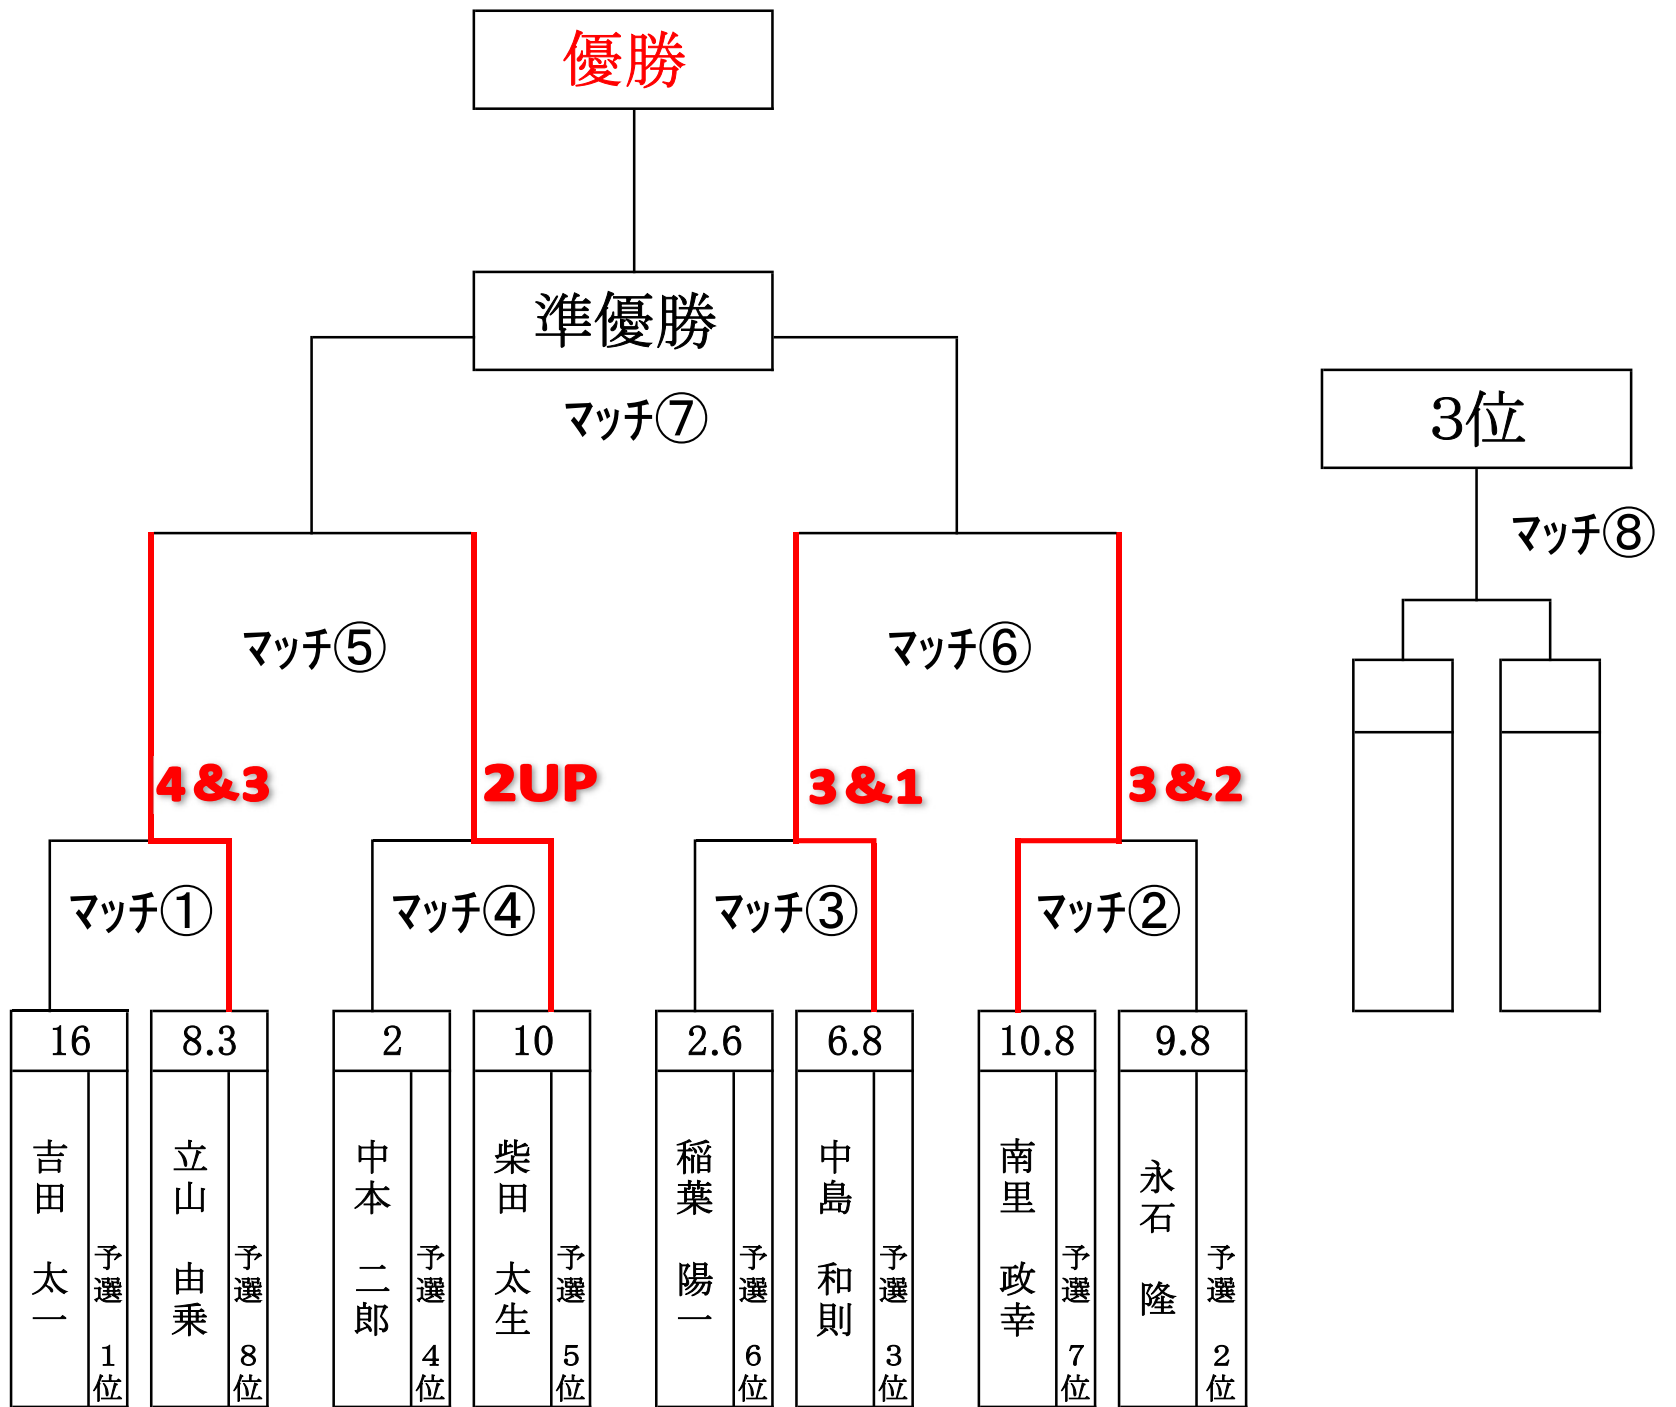 優勝
準優勝
ﾏｯﾁ⑦
3位
ﾏｯﾁ⑧
ﾏｯﾁ⑤
ﾏｯﾁ⑥
4&3
2UP
3&1
3&2
ﾏｯﾁ①
ﾏｯﾁ④
ﾏｯﾁ③
ﾏｯﾁ②
16
8.3
2
10
2.6
6.8
10.8
9.8
吉田 太一
予選 1位
立山 由乗
予選 8位
中本 二郎
予選 4位
柴田 太生
予選 5位
稲葉 陽一
予選 6位
中島 和則
予選 3位
南里 政幸
予選 7位
永石 隆
予選 2位